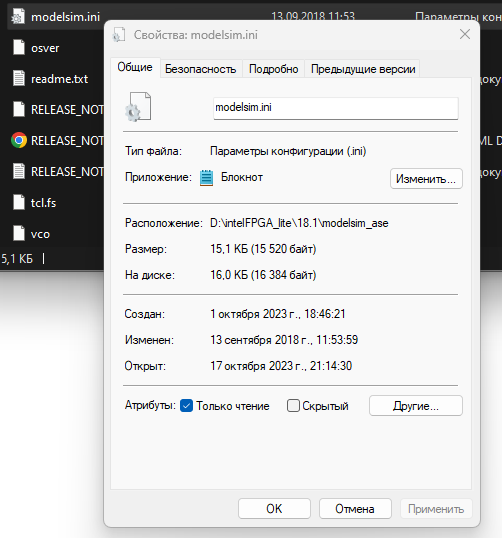 modelsim.ini 13.09.2018 11:53 Параметры конфигу
osver
readme.txt
RELEASE_NOT
RELEASE_NOT ML D
RELEASE_NOT
tcl.fs
vco
5,1 КБ
Свойства: modelsim.ini
Общие Безопасность Подробно Предыдущие версии
modelsim.ini
Тип файла: Параметры конфигурации (.ini)
Приложение: Блокнот Изменить...
Расположение: D:\intelFPGA_lite\18.1\modelsim_ase
Размер: 15,1 КБ (15 520 байт)
На диске: 16,0 КБ (16 384 байт)
Создан: 1 октября 2023 г., 18:46:21
Изменен: 13 сентября 2018 г., 11:53:59
Открыт: 17 октября 2023 г., 21:14:30
Атрибуты: Только чтение Скрытый Другие...
OK Отмена Применить